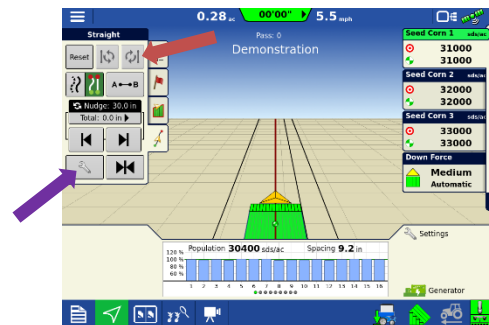 0.28 ac 00'00" 5.5 mph
Straight
Reset
A B
Nudge: 30.0 in
Total: 0.0 in
Pass: 0
Demonstration
Seed Corn 1 sds/ac
31000
31000
Seed Corn 2 sds/ac
32000
32000
Seed Corn 3 sds/ac
33000
33000
Down Force
Medium
Automatic
Settings
Generator
Population 30400 sds/ac Spacing 9.2 in
120 %
100 %
80 %
60 %
1 2 3 4 5 6 7 8 9 10 11 12 13 14 15 16